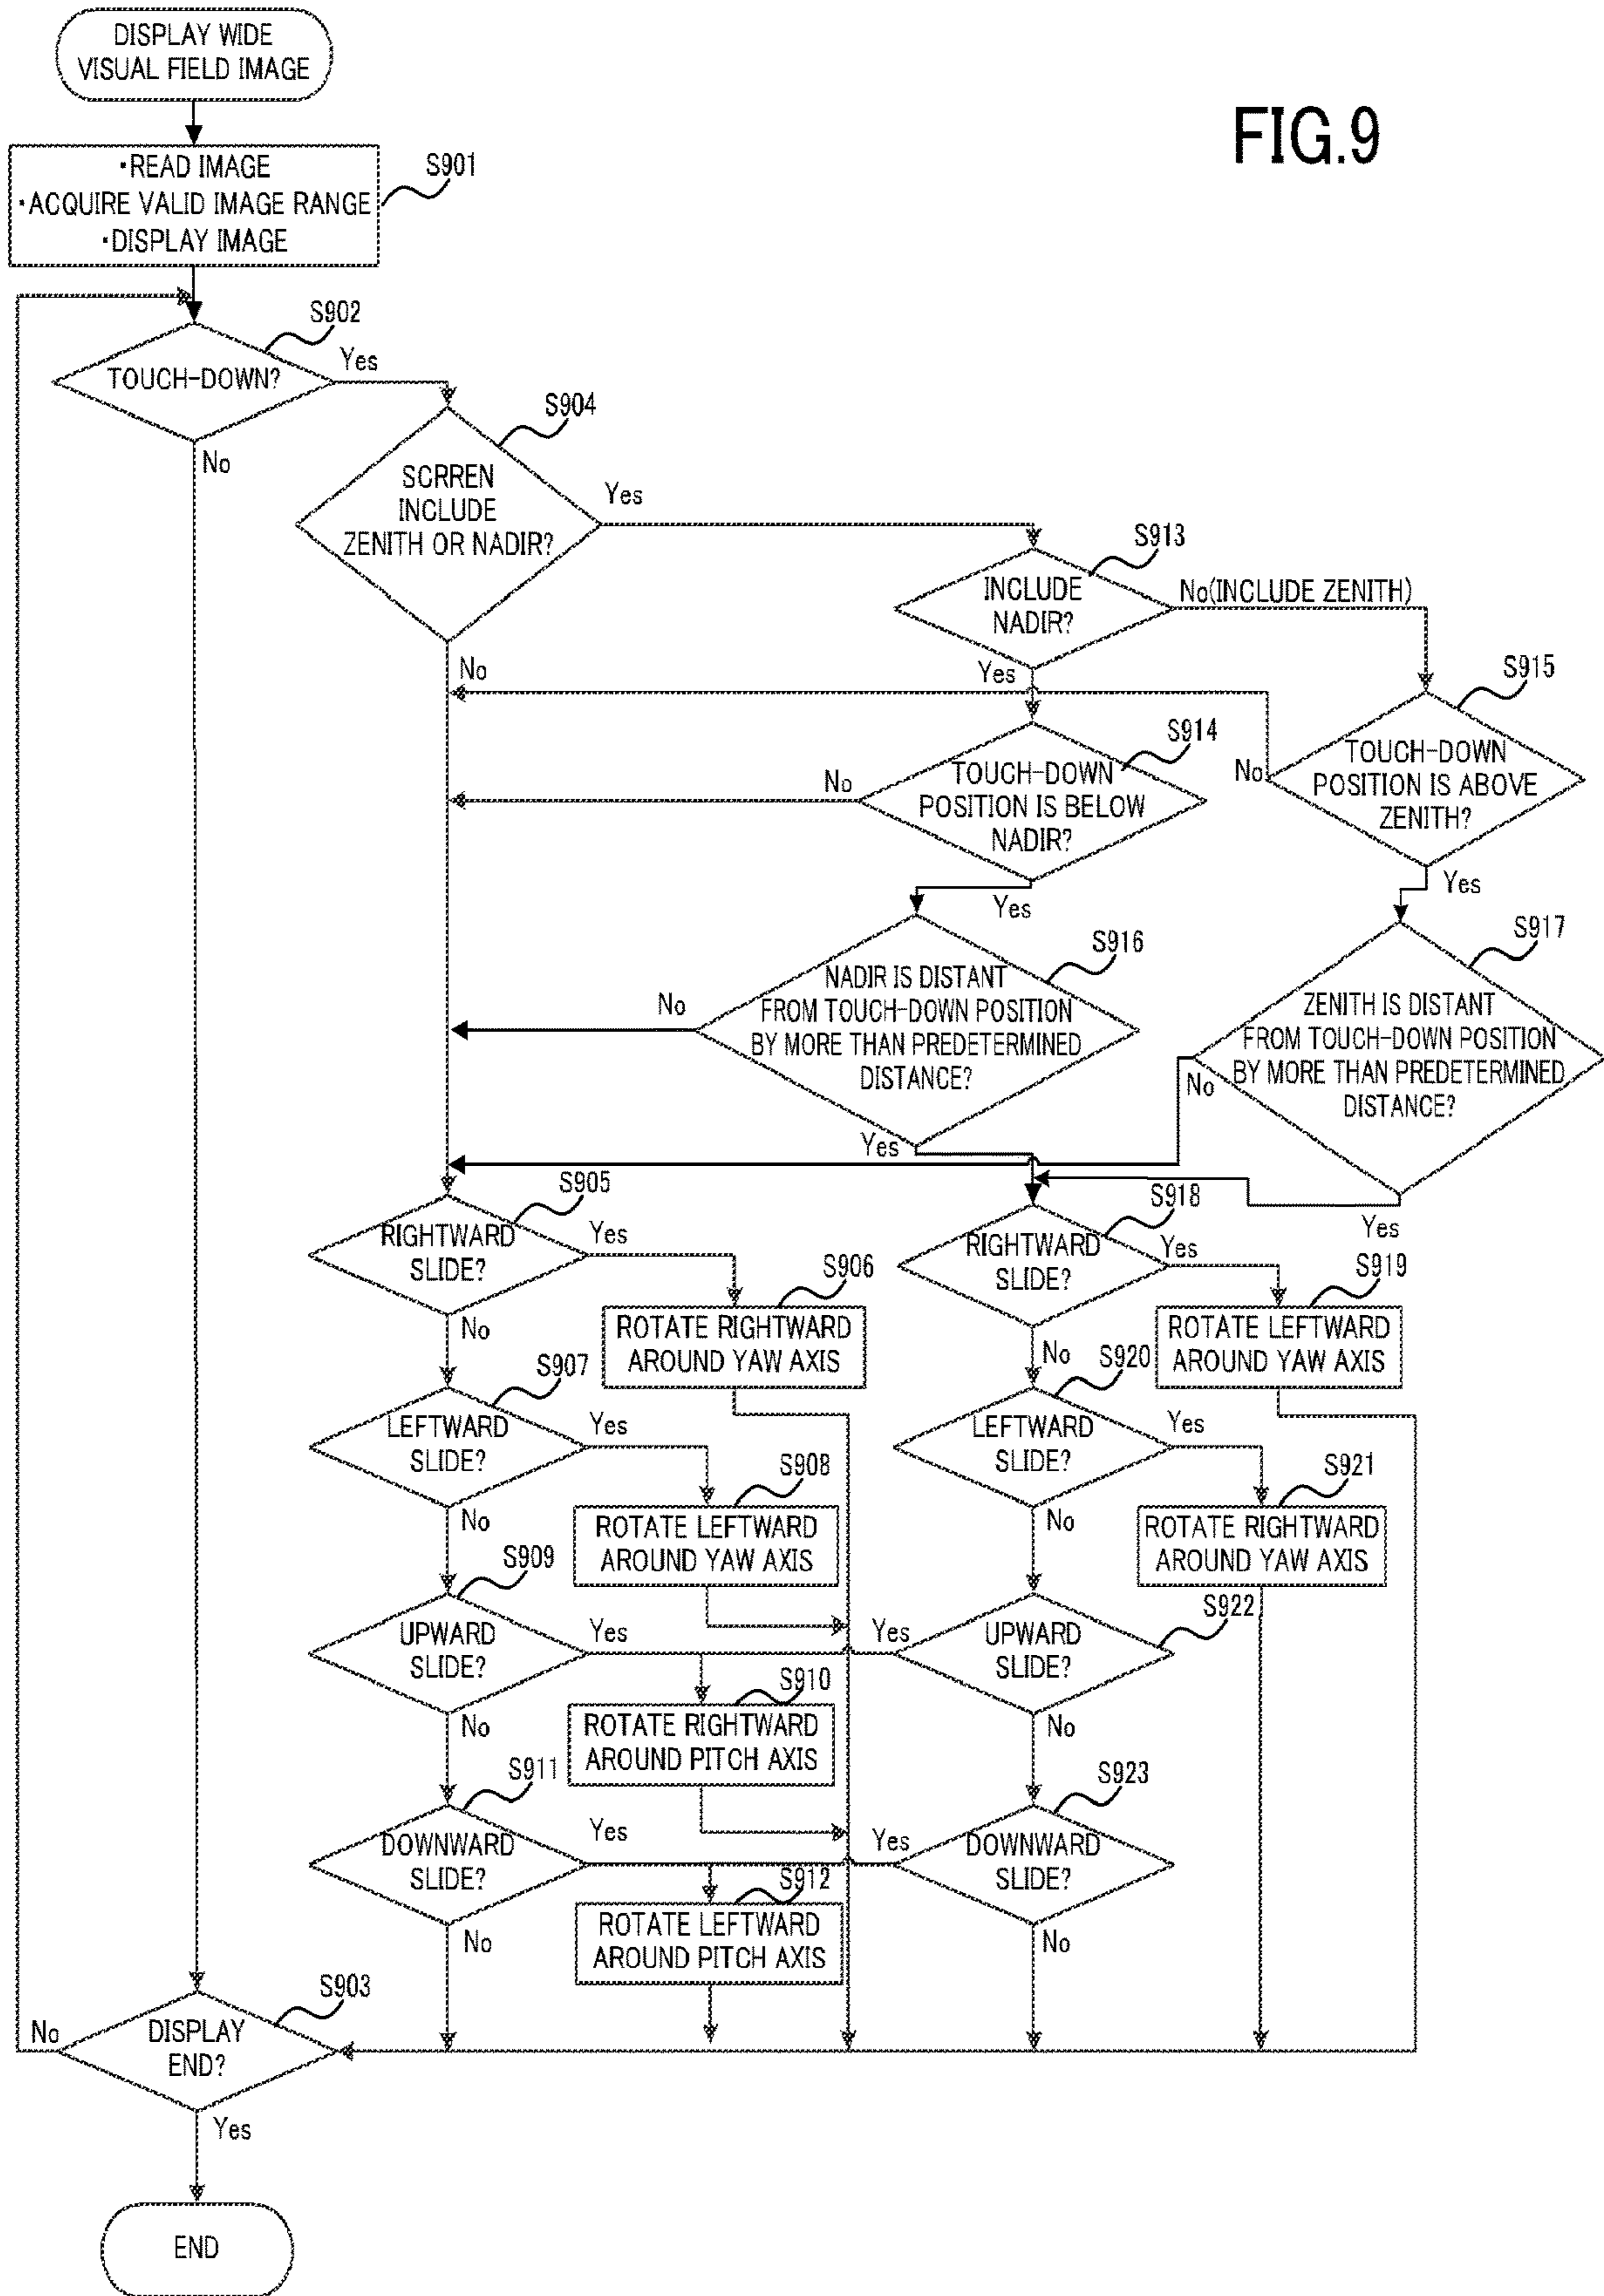 FIG.9
DISPLAY WIDE
VISUAL FIELD IMAGE
S901
・READ IMAGE
・ACQUIRE VALID IMAGE RANGE
・DISPLAY IMAGE
S902
TOUCH-DOWN?
Yes
No
S904
SCRREN
INCLUDE
ZENITH OR NADIR?
Yes
No
S913
INCLUDE
NADIR?
No(INCLUDE ZENITH)
Yes
S915
TOUCH-DOWN
POSITION IS ABOVE
ZENITH?
No
Yes
S914
TOUCH-DOWN
POSITION IS BELOW
NADIR?
No
Yes
S916
NADIR IS DISTANT
FROM TOUCH-DOWN POSITION
BY MORE THAN PREDETERMINED
DISTANCE?
No
Yes
S917
ZENITH IS DISTANT
FROM TOUCH-DOWN POSITION
BY MORE THAN PREDETERMINED
DISTANCE?
No
Yes
S905
RIGHTWARD
SLIDE?
Yes
No
S906
ROTATE RIGHTWARD
AROUND YAW AXIS
S918
RIGHTWARD
SLIDE?
Yes
No
S919
ROTATE LEFTWARD
AROUND YAW AXIS
S907
LEFTWARD
SLIDE?
Yes
No
S908
ROTATE LEFTWARD
AROUND YAW AXIS
S920
LEFTWARD
SLIDE?
Yes
No
S921
ROTATE RIGHTWARD
AROUND YAW AXIS
S909
UPWARD
SLIDE?
Yes
No
S910
ROTATE RIGHTWARD
AROUND PITCH AXIS
S922
UPWARD
SLIDE?
Yes
No
S911
DOWNWARD
SLIDE?
Yes
No
S912
ROTATE LEFTWARD
AROUND PITCH AXIS
S923
DOWNWARD
SLIDE?
Yes
No
S903
DISPLAY
END?
No
Yes
END